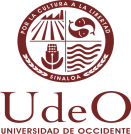 POR LA CULTURA A LA LIBERTAD
SINALOA
UdeO
UNIVERSIDAD DE OCCIDENTE